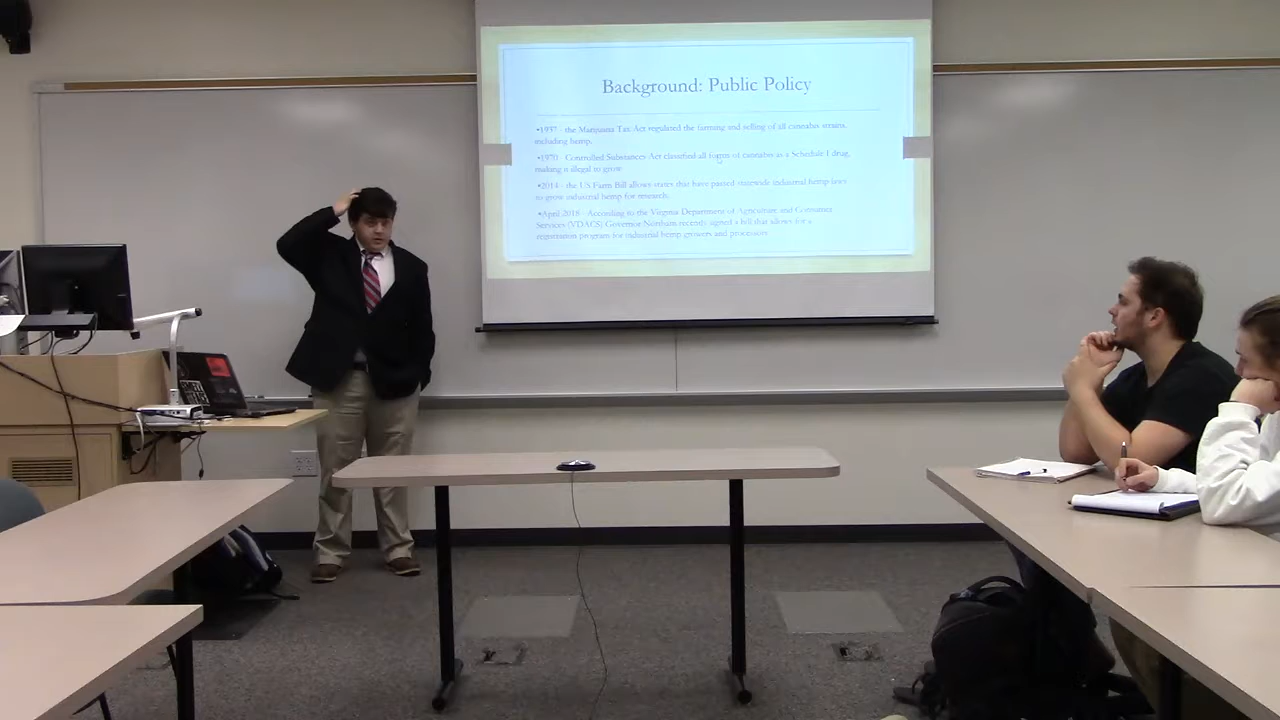 Background: Public Policy
•1937 - the Marijuana Tax Act regulated the farming and selling of all cannabis strains,
including hemp.
•1970 - Controlled Substances Act classified all forms of cannabis as a Schedule I drug,
making it illegal to grow
•2014 - the US Farm Bill allows states that have passed statewide industrial hemp laws
to grow industrial hemp for research.
•April 2018 - According to the Virginia Department of Agriculture and Consumer
Services (VDACS) Governor Northam recently signed a bill that allows for a
registration program for industrial hemp growers and processors